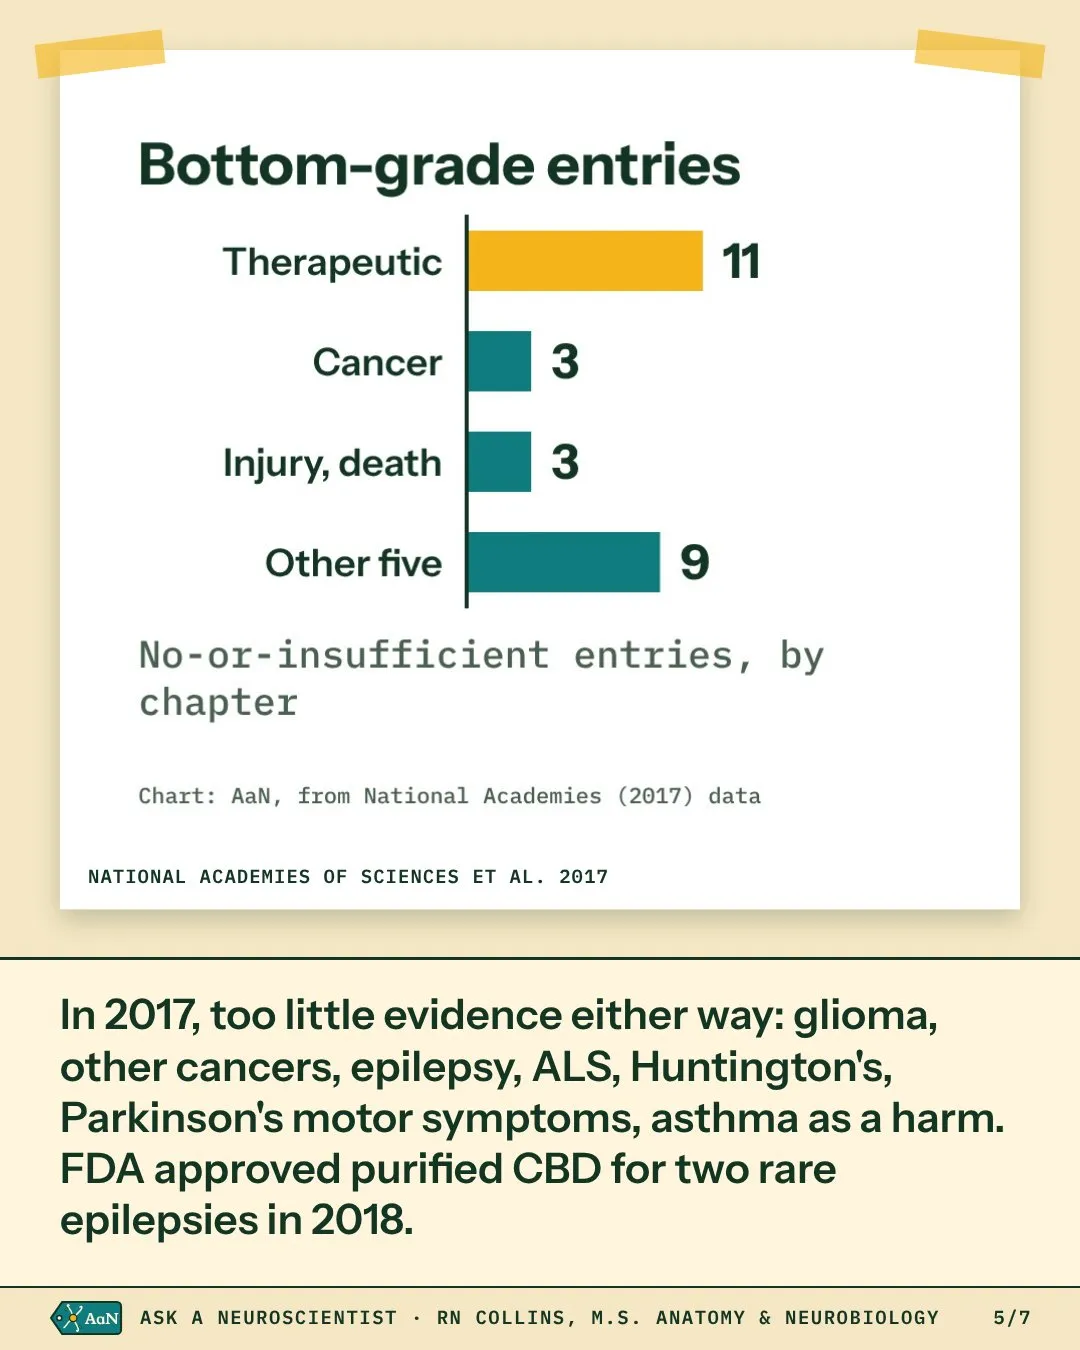 Bottom-grade entries
Therapeutic 11
Cancer 3
Injury, death 3
Other five 9
No-or-insufficient entries, by
chapter
Chart: AaN, from National Academies (2017) data
NATIONAL ACADEMIES OF SCIENCES ET AL. 2017
In 2017, too little evidence either way: glioma,
other cancers, epilepsy, ALS, Huntington's,
Parkinson's motor symptoms, asthma as a harm.
FDA approved purified CBD for two rare
epilepsies in 2018.
AaN ASK A NEUROSCIENTIST · RN COLLINS, M.S. ANATOMY & NEUROBIOLOGY 5/7